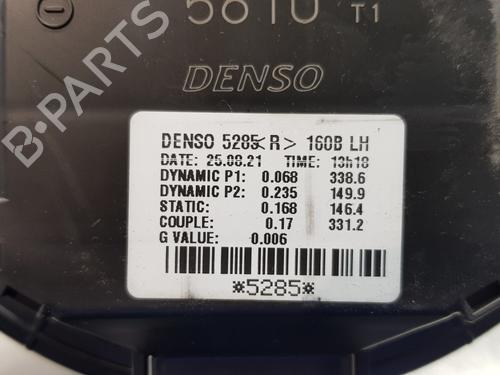 5810 T1
DENSO
DENSO 5285<R> 160B LH
DATE: 25.08.21 TIME: 13h18
DYNAMIC P1: 0.068 338.6
DYNAMIC P2: 0.235 149.9
STATIC: 0.168 146.4
COUPLE: 0.17 331.2
G VALUE: 0.006
*5285*
B-PARTS